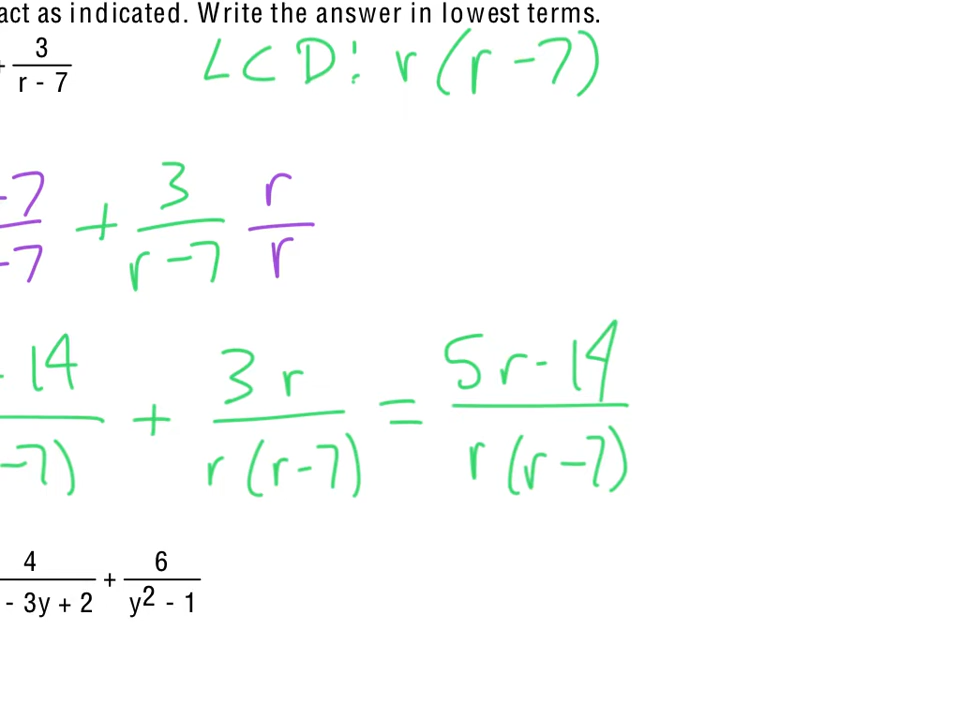 act as indicated. Write the answer in lowest terms.
+ 3/(r - 7) LCD: r(r-7)
-7/-7 + 3/(r-7) r/r
- 14/-7) + 3r/(r(r-7)) = 5r-14/(r(r-7))
4/(- 3y + 2) + 6/(y² - 1)